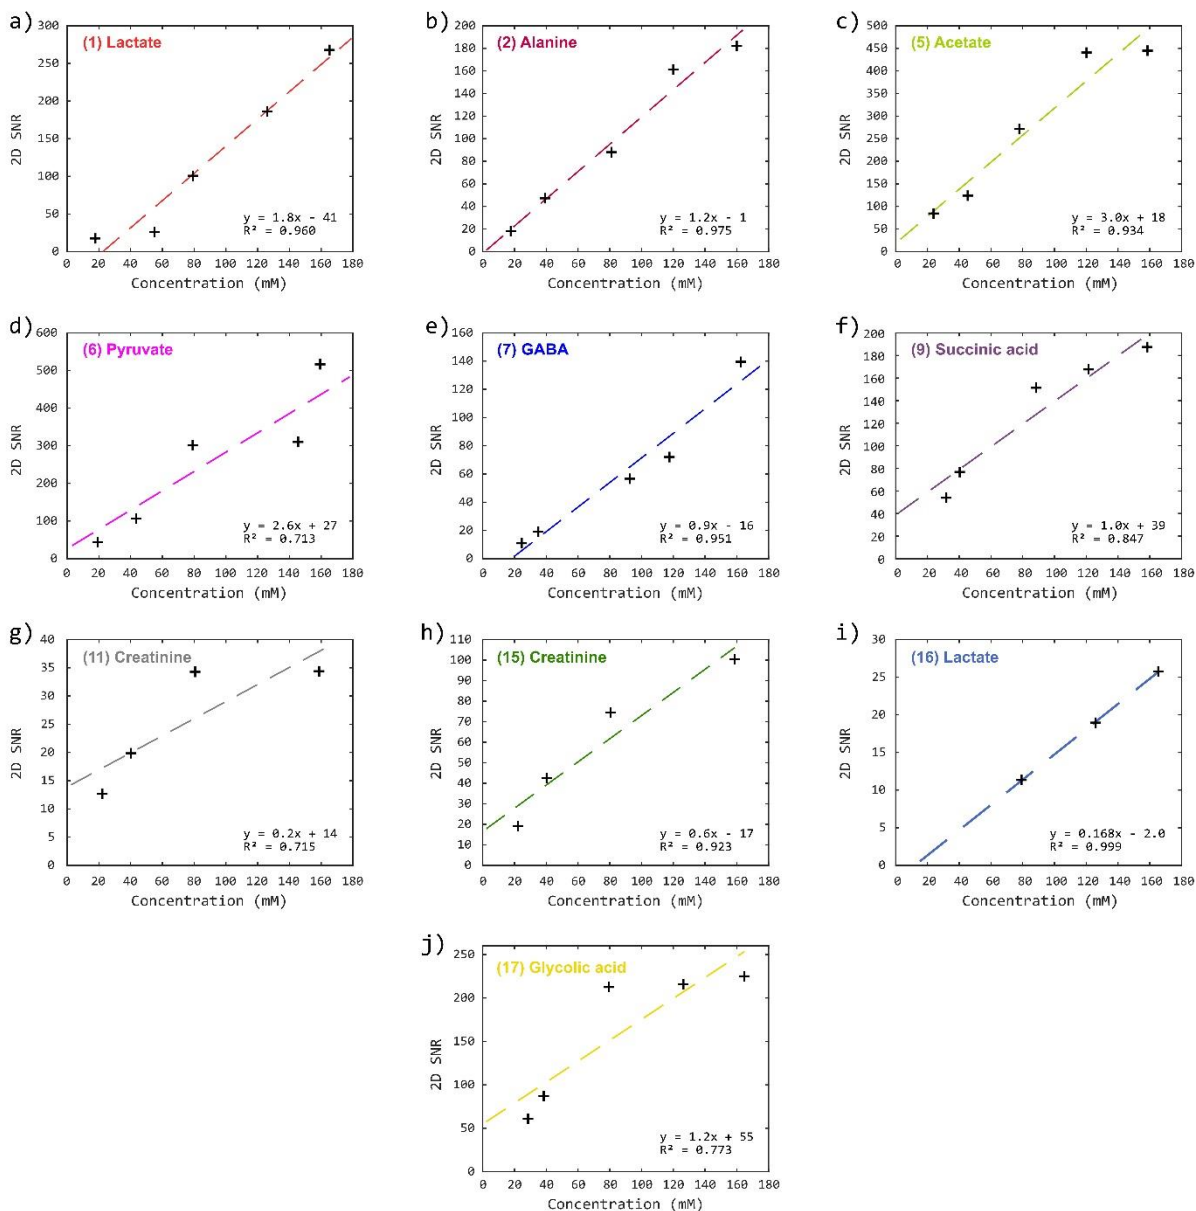 a)
(1) Lactate
300
250
200
150
100
50
0
2D SNR
0 20 40 60 80 100 120 140 160 180
Concentration (mM)
y = 1.8x - 41
R² = 0.960
b)
(2) Alanine
200
180
160
140
120
100
80
60
40
20
0
2D SNR
0 20 40 60 80 100 120 140 160 180
Concentration (mM)
y = 1.2x - 1
R² = 0.975
c)
(5) Acetate
500
450
400
350
300
250
200
150
100
50
0
2D SNR
0 20 40 60 80 100 120 140 160 180
Concentration (mM)
y = 3.0x + 18
R² = 0.934
d)
(6) Pyruvate
600
500
400
300
200
100
0
2D SNR
0 20 40 60 80 100 120 140 160 180
Concentration (mM)
y = 2.6x + 27
R² = 0.713
e)
(7) GABA
160
140
120
100
80
60
40
20
0
2D SNR
0 20 40 60 80 100 120 140 160 180
Concentration (mM)
y = 0.9x - 16
R² = 0.951
f)
(9) Succinic acid
200
180
160
140
120
100
80
60
40
20
0
2D SNR
0 20 40 60 80 100 120 140 160 180
Concentration (mM)
y = 1.0x + 39
R² = 0.847
g)
(11) Creatinine
40
35
30
25
20
15
10
5
0
2D SNR
0 20 40 60 80 100 120 140 160 180
Concentration (mM)
y = 0.2x + 14
R² = 0.715
h)
(15) Creatinine
110
100
90
80
70
60
50
40
30
20
10
0
2D SNR
0 20 40 60 80 100 120 140 160 180
Concentration (mM)
y = 0.6x - 17
R² = 0.923
i)
(16) Lactate
30
25
20
15
10
5
0
2D SNR
0 20 40 60 80 100 120 140 160 180
Concentration (mM)
y = 0.168x - 2.0
R² = 0.999
j)
(17) Glycolic acid
250
200
150
100
50
0
2D SNR
0 20 40 60 80 100 120 140 160 180
Concentration (mM)
y = 1.2x + 55
R² = 0.773